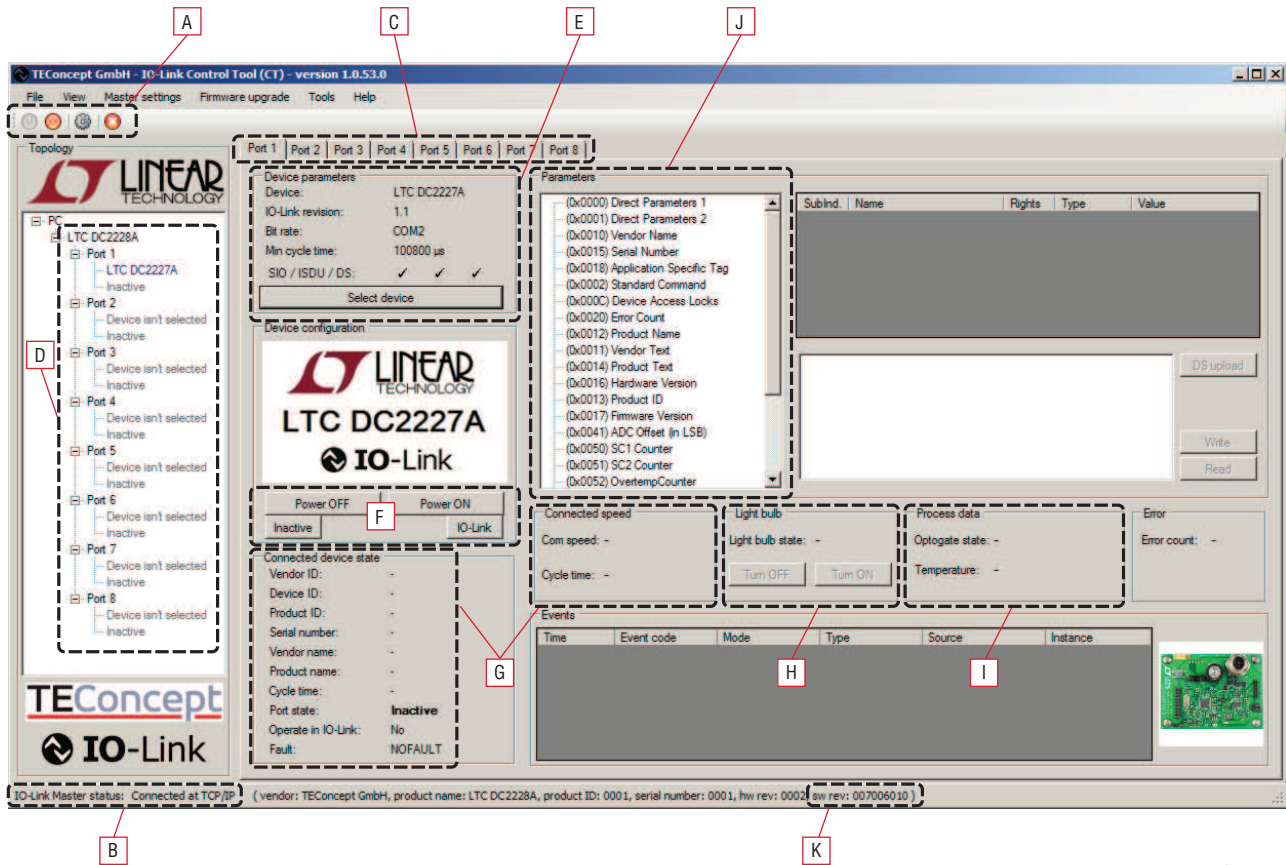 A
C
E
J
TEConcept GmbH - IO-Link Control Tool (CT) - version 1.0.53.0
File View Master settings Firmware upgrade Tools Help
Topology
LINEAR
TECHNOLOGY
PC
LTC DC2228A
Port 1
LTC DC2227A
Inactive
Port 2
Device isn't selected
Inactive
Port 3
Device isn't selected
Inactive
Port 4
Device isn't selected
Inactive
Port 5
Device isn't selected
Inactive
Port 6
Device isn't selected
Inactive
Port 7
Device isn't selected
Inactive
Port 8
Device isn't selected
Inactive
D
TEConcept
IO-Link
Port 1 Port 2 Port 3 Port 4 Port 5 Port 6 Port 7 Port 8
Device parameters
Device: LTC DC2227A
IO-Link revision: 1.1
Bit rate: COM2
Min cycle time: 100800 µs
SIO / ISDU / DS: ✓ ✓ ✓
Select device
Device configuration
LINEAR
TECHNOLOGY
LTC DC2227A
IO-Link
Power OFF Power ON
F
Inactive IO-Link
Connected device state
Vendor ID: -
Device ID: -
Product ID: -
Serial number: -
Vendor name: -
Product name: -
Cycle time: -
Port state: Inactive
Operate in IO-Link: No
Fault: NOFAULT
G
Parameters
(0x0000) Direct Parameters 1
(0x0001) Direct Parameters 2
(0x0010) Vendor Name
(0x0015) Serial Number
(0x0018) Application Specific Tag
(0x0002) Standard Command
(0x000C) Device Access Locks
(0x0020) Error Count
(0x0012) Product Name
(0x0011) Vendor Text
(0x0014) Product Text
(0x0016) Hardware Version
(0x0013) Product ID
(0x0017) Firmware Version
(0x0041) ADC Offset (in LSB)
(0x0050) SC1 Counter
(0x0051) SC2 Counter
(0x0052) OvertempCounter
SubInd. Name Rights Type Value
DS upload
Write
Read
Connected speed
Com speed: -
Cycle time: -
Light bulb
Light bulb state: -
Turn OFF Turn ON
Process data
Optogate state: -
Temperature: -
Error
Error count: -
Events
Time Event code Mode Type Source Instance
H
I
IO-Link Master status: Connected at TCP/IP ( vendor: TEConcept GmbH, product name: LTC DC2228A, product ID: 0001, serial number: 0001, hw rev: 0002, sw rev: 007006010 )
B
K